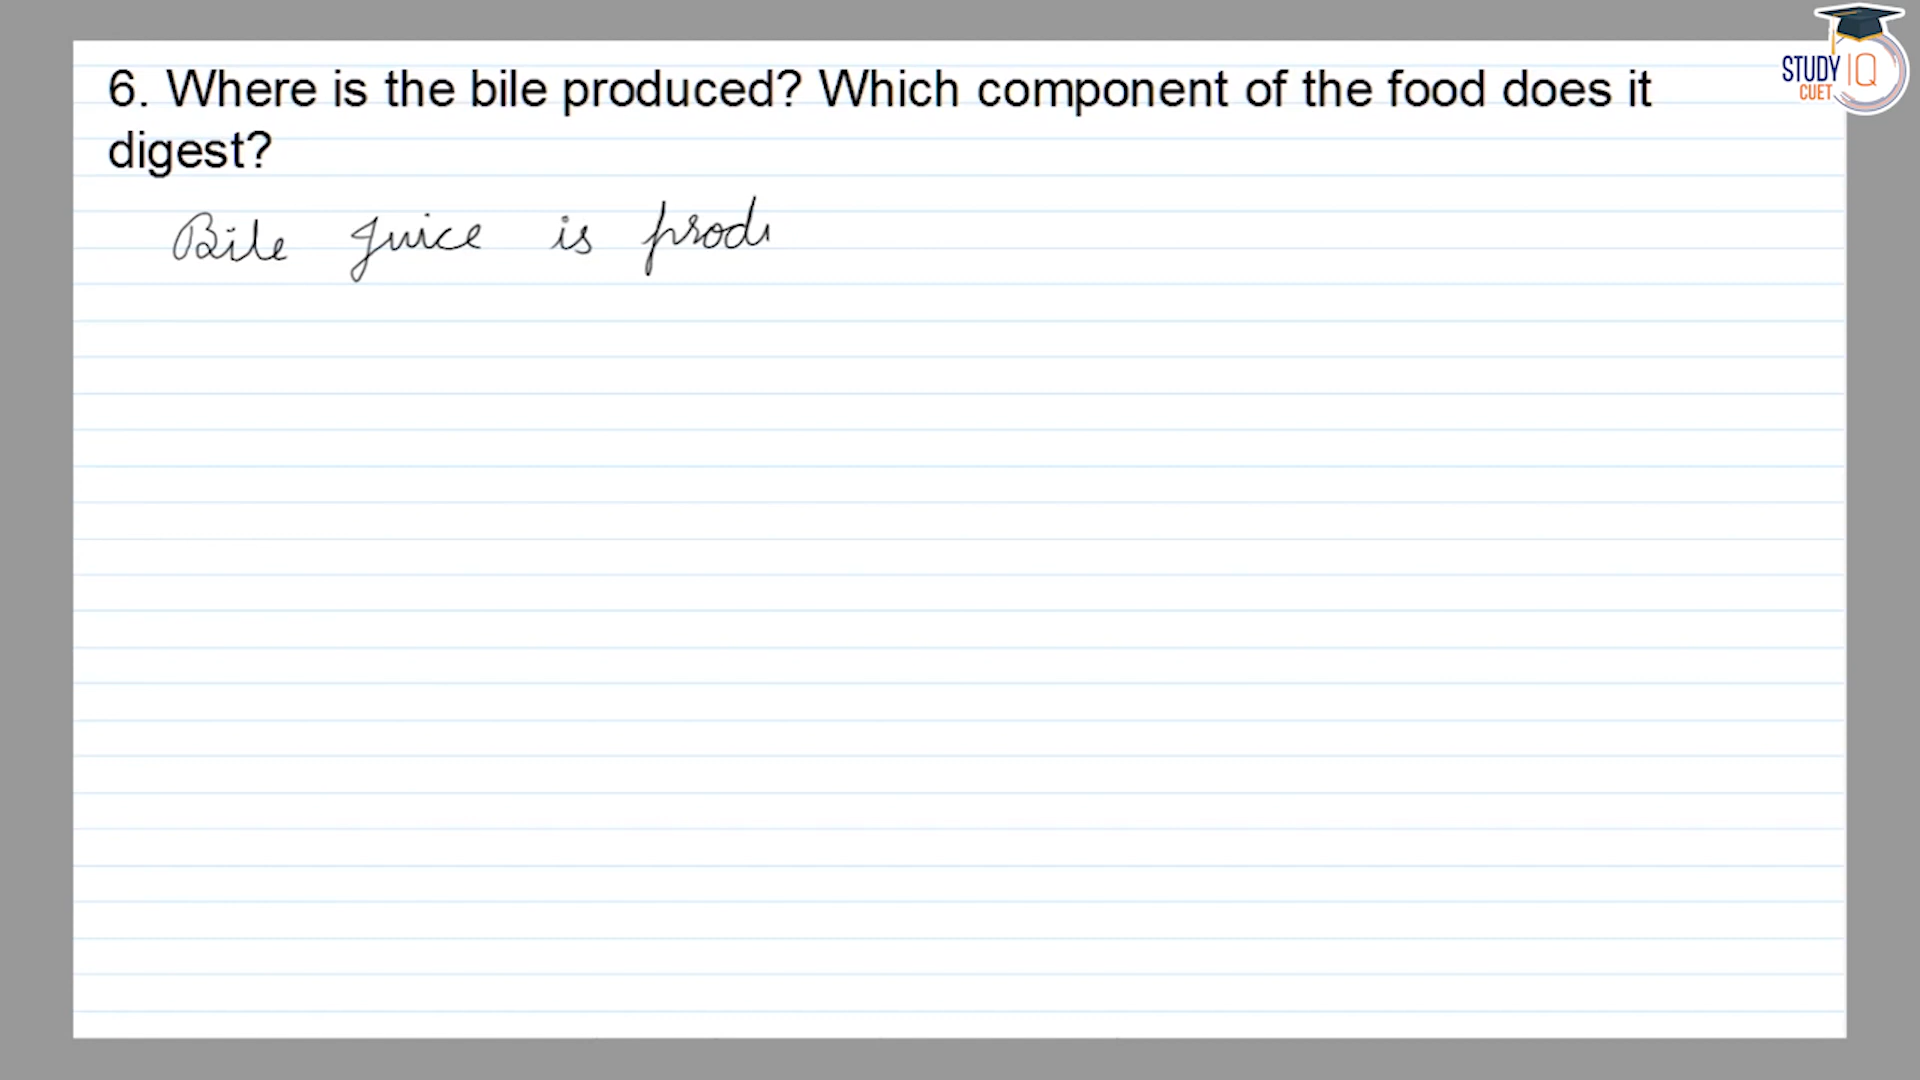 6. Where is the bile produced? Which component of the food does it
digest?
Bile Juice is prod
STUDY IQ
CUET